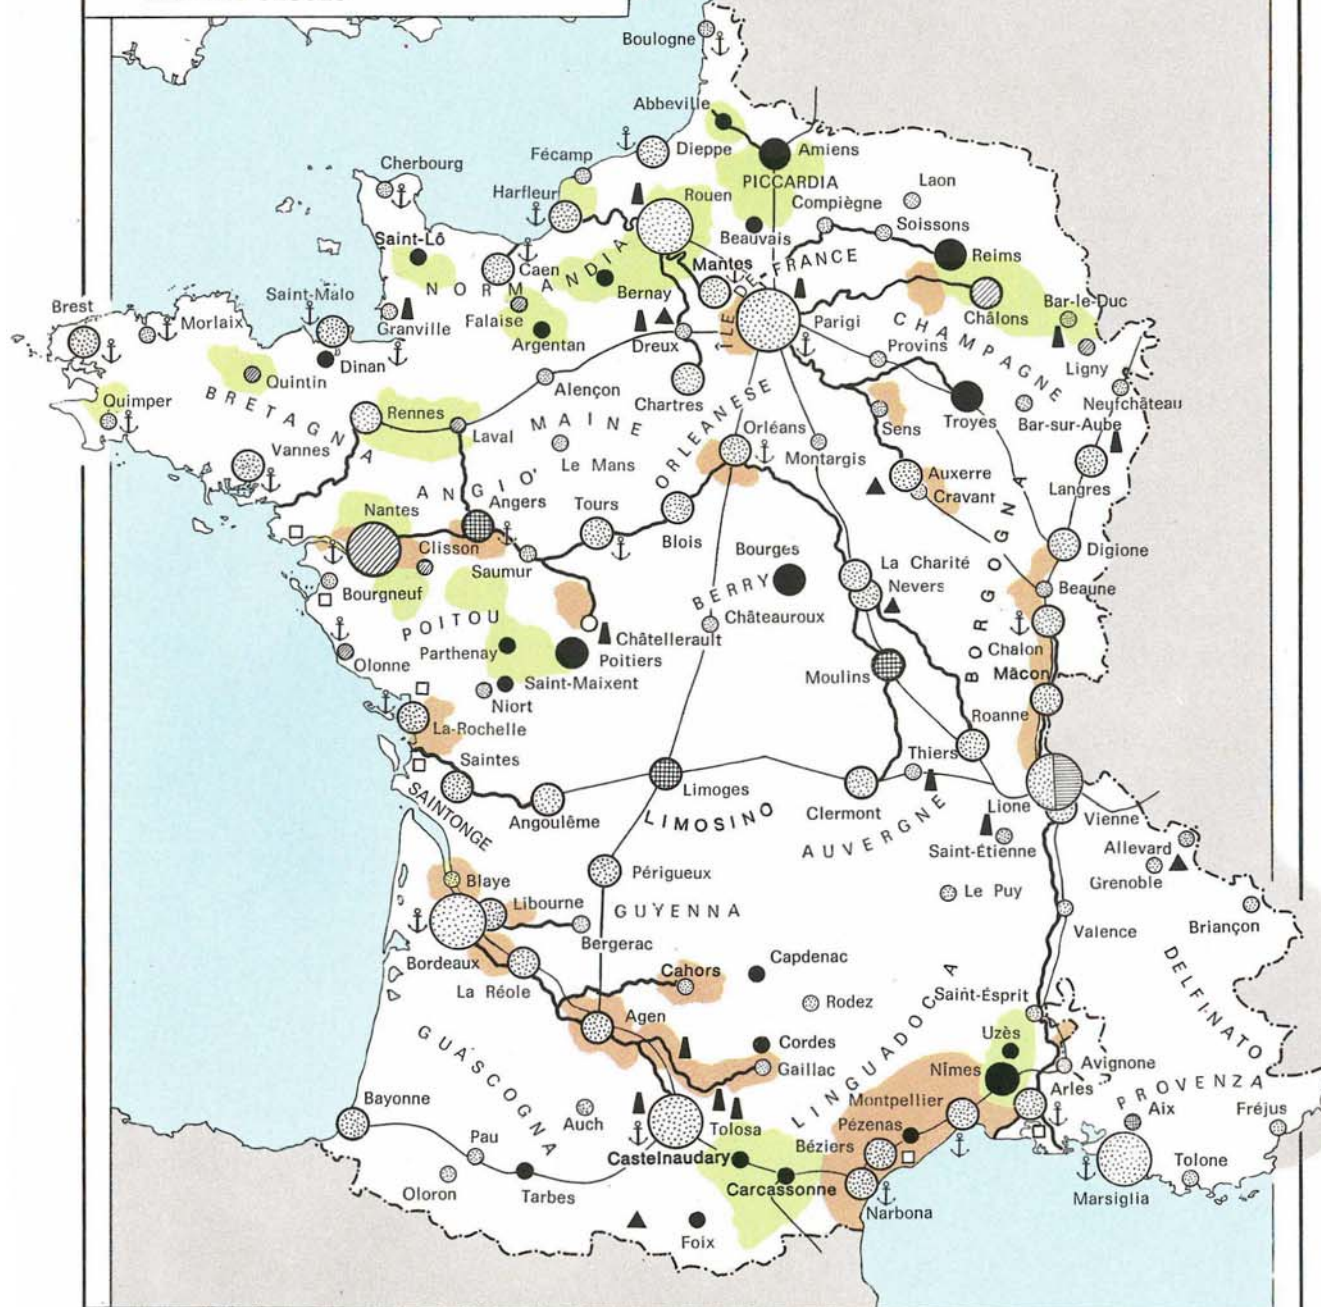 Boulogne
Abbeville
Amiens
Dieppe
Fécamp
Cherbourg
PICCARDIA
Laon
Harfleur
Rouen
Compiègne
Soissons
Saint-Lô
Beauvais
Reims
Caen
Mantes
ÎLE DE FRANCE
NORMANDIA
Bernay
Saint-Malo
Granville
Falaise
Châlons
Bar-le-Duc
Brest
Morlaix
Argentan
Dreux
Parigi
CHAMPAGNE
Provins
Dinan
Ligny
Quintin
Alençon
Chartres
Neufchâteau
Quimper
BRETAGNA
Rennes
Laval
MAINE
ORLEANESE
Orléans
Sens
Troyes
Bar-sur-Aube
Vannes
Le Mans
Montargis
Auxerre
Cravant
Langres
ANGIO'
Nantes
Angers
Tours
Blois
Clisson
Saumur
Bourges
La Charité
Nevers
BORGOGNA
Digione
Bourgneuf
BERRY
Châteauroux
Beaune
POITOU
Châtellerault
Parthenay
Poitiers
Chalon
Olonne
Saint-Maixent
Moulins
Mâcon
Niort
Roanne
La-Rochelle
Saintes
Thiers
SAINTONGE
Limoges
Lione
Angoulême
LIMOSINO
Clermont
Vienne
AUVERGNE
Saint-Étienne
Allevard
Périgueux
Grenoble
Blaye
Le Puy
Libourne
GUYENNA
Briançon
Bergerac
Valence
Bordeaux
Capdenac
La Réole
Cahors
DELFINATO
Rodez
Saint-Ésprit
Agen
Uzès
GUASCOGNA
Cordes
LINGUADOCA
Gaillac
Nîmes
Avignone
Bayonne
Montpellier
Arles
PROVENZA
Auch
Tolosa
Pézenas
Aix
Fréjus
Pau
Béziers
Castelnaudary
Tolone
Oloron
Tarbes
Carcassonne
Marsiglia
Narbona
Foix